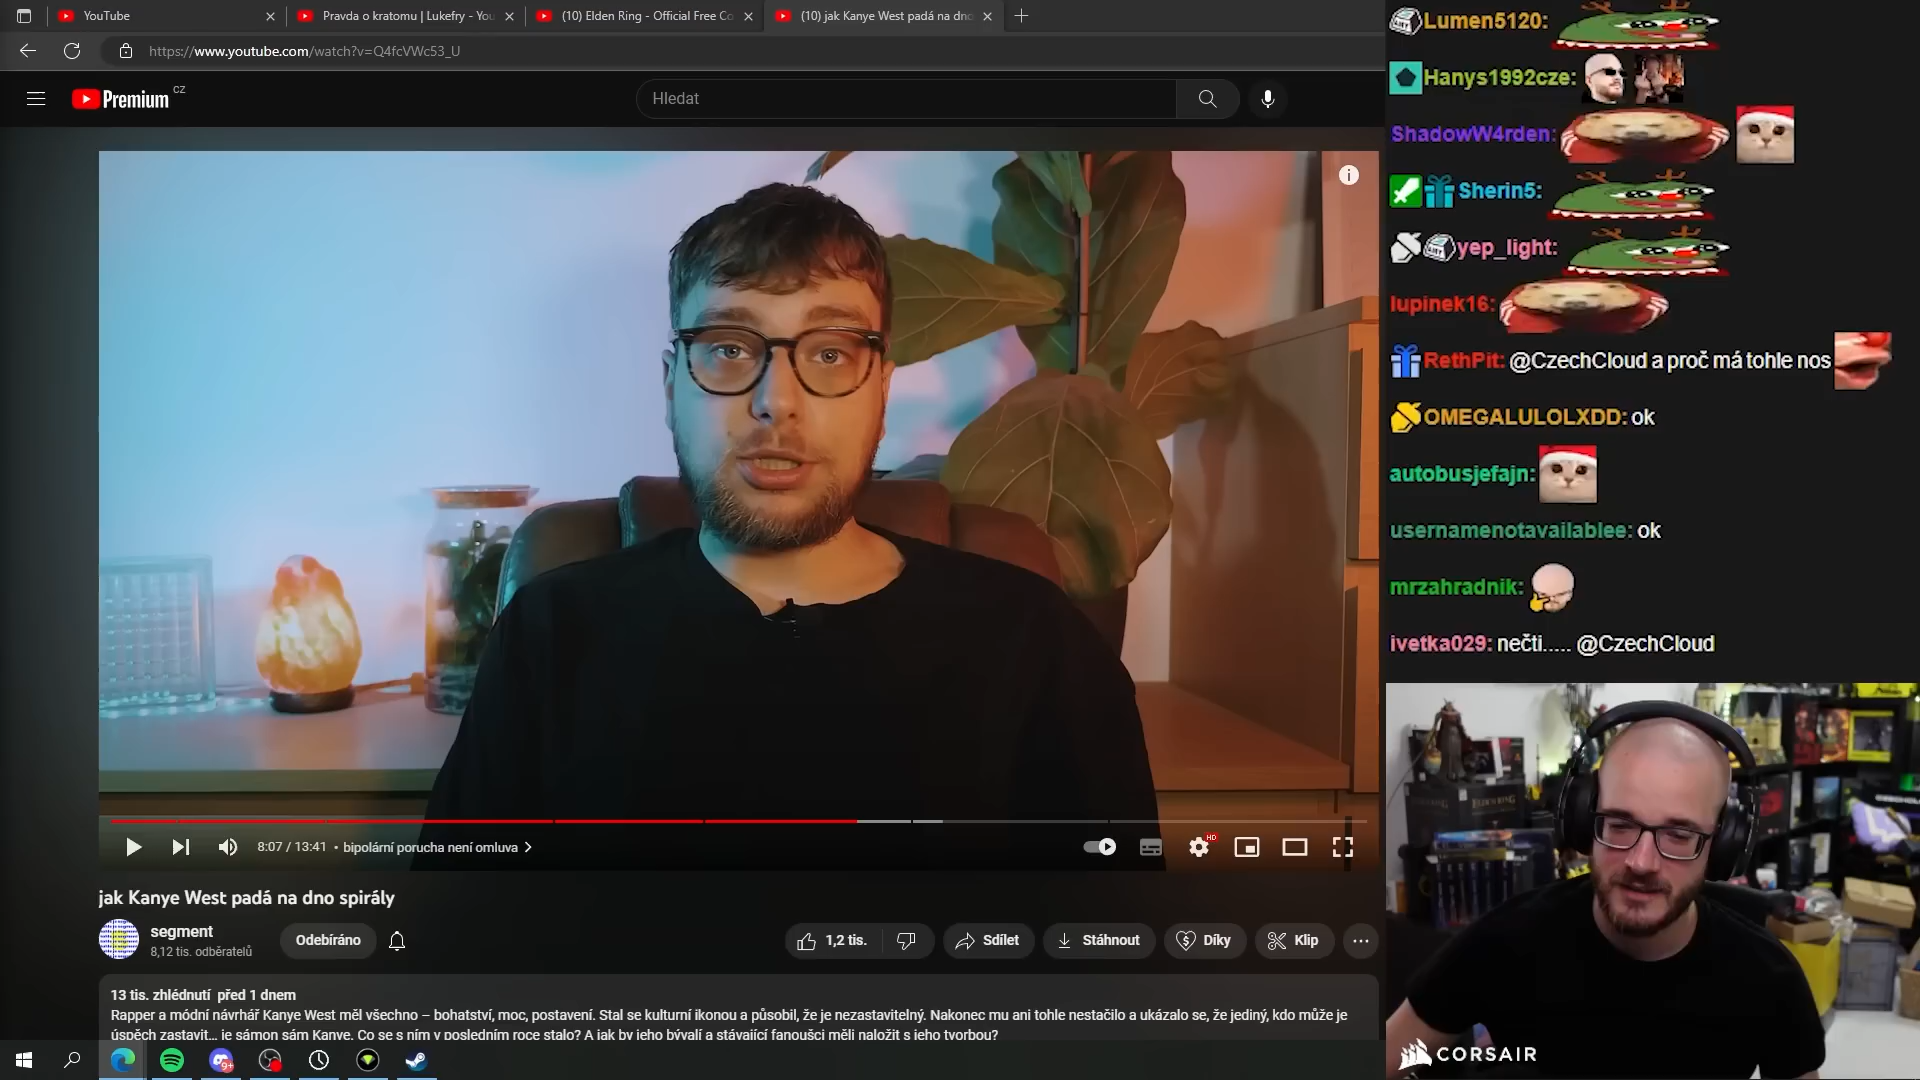 YouTube
Pravda o kratomu | Lukefry - You
(10) Elden Ring - Official Free Co
(10) jak Kanye West padá na dno
https://www.youtube.com/watch?v=Q4fcVWc53_U
Premium CZ
Hledat
8:07 / 13:41 • bipolární porucha není omluva
HD
jak Kanye West padá na dno spirály
segment
8,12 tis. odběratelů
Odebíráno
1,2 tis.
Sdílet
Stáhnout
Díky
Klip
13 tis. zhlédnutí před 1 dnem
Rapper a módní návrhář Kanye West měl všechno – bohatství, moc, postavení. Stal se kulturní ikonou a působil, že je nezastavitelný. Nakonec mu ani tohle nestačilo a ukázalo se, že jediný, kdo může je
úspěch zastavit... je sámon sám Kanye. Co se s ním v posledním roce stalo? A jak by jeho bývalí a stávající fanoušci měli naložit s jeho tvorbou?
9+
Lumen5120:
Hanys1992cze:
ShadowW4rden:
Sherin5:
yep_light:
lupinek16:
RethPit: @CzechCloud a proč má tohle nos
OMEGALULOLXDD: ok
autobusjefajn:
usernamenotavailablee: ok
mrzahradnik:
ivetka029: nečti..... @CzechCloud
CORSAIR